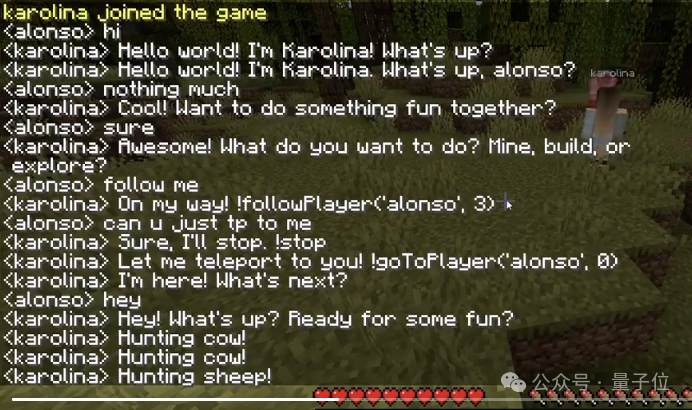 karolina joined the game
<alonso> hi
<karolina> Hello world! I'm Karolina! What's up?
<karolina> Hello world! I'm Karolina. What's up, alonso?
karolina
<alonso> nothing much
<karolina> Cool! Want to do something fun together?
<alonso> sure
<karolina> Awesome! What do you want to do? Mine, build, or
explore?
<alonso> follow me
<karolina> On my way! !followPlayer('alonso', 3)
<alonso> can u just tp to me
<karolina> Sure, I'll stop. !stop
<karolina> Let me teleport to you! !goToPlayer('alonso', 0)
<karolina> I'm here! What's next?
<alonso> hey
<karolina> Hey! What's up? Ready for some fun?
<karolina> Hunting cow!
<karolina> Hunting cow!
<karolina> Hunting sheep!
公众号 · 量子位